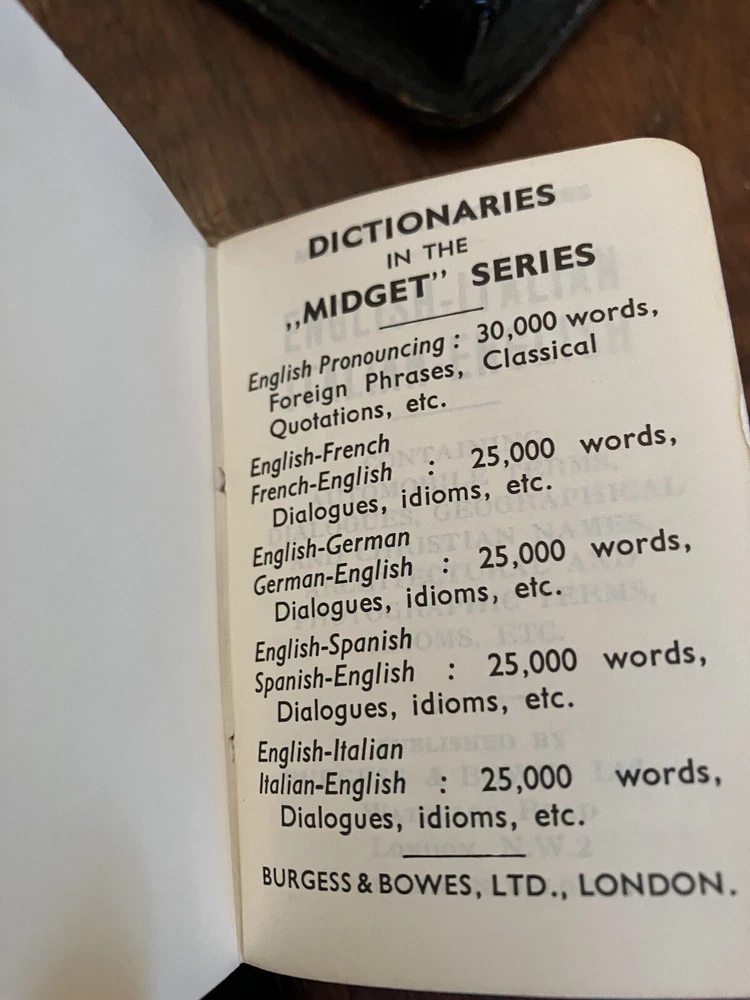 DICTIONARIES
IN THE
„MIDGET” SERIES
English Pronouncing : 30,000 words,
Foreign Phrases, Classical
Quotations, etc.
English-French
French-English : 25,000 words,
Dialogues, idioms, etc.
English-German
German-English : 25,000 words,
Dialogues, idioms, etc.
English-Spanish
Spanish-English : 25,000 words,
Dialogues, idioms, etc.
English-Italian
Italian-English : 25,000 words,
Dialogues, idioms, etc.
BURGESS & BOWES, LTD., LONDON.